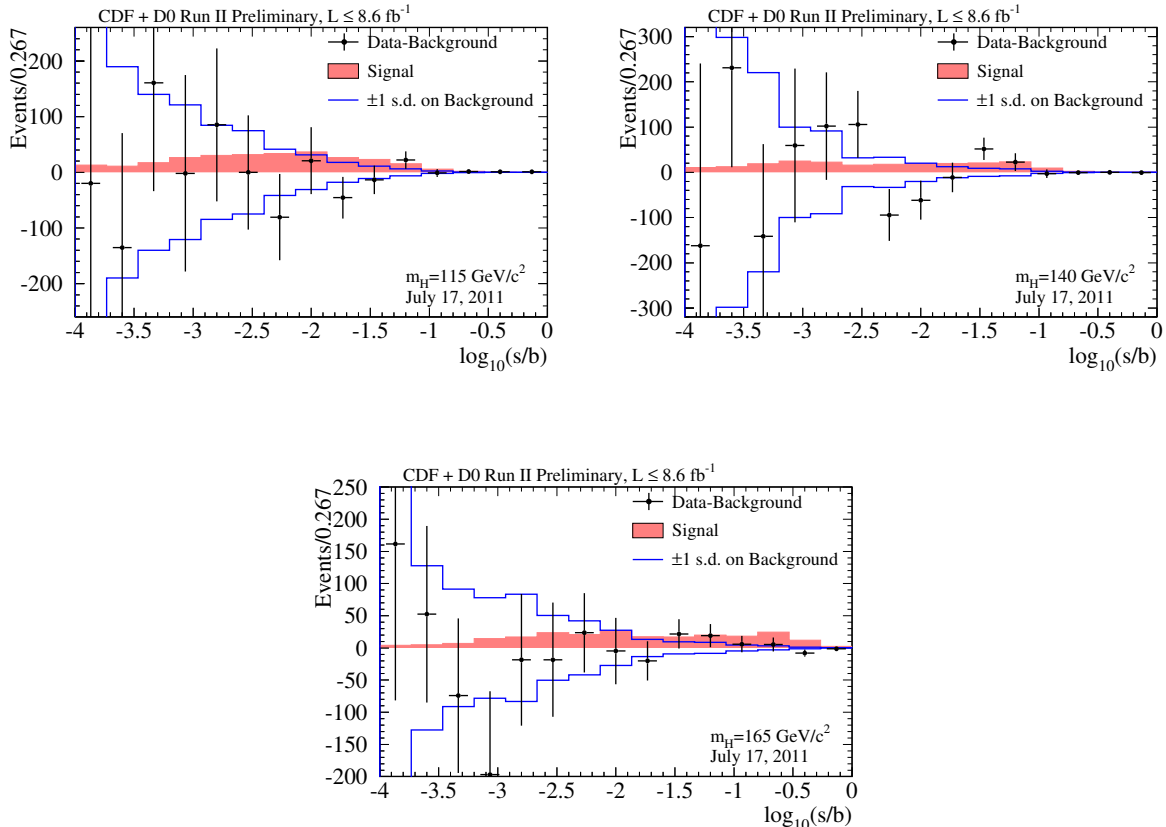 CDF + D0 Run II Preliminary, L ≤ 8.6 fb⁻¹
Events/0.267
200
100
0
-100
-200
Data-Background
Signal
±1 s.d. on Background
m_H=115 GeV/c²
July 17, 2011
-4 -3.5 -3 -2.5 -2 -1.5 -1 -0.5 0
log₁₀(s/b)
CDF + D0 Run II Preliminary, L ≤ 8.6 fb⁻¹
Events/0.267
300
200
100
0
-100
-200
-300
Data-Background
Signal
±1 s.d. on Background
m_H=140 GeV/c²
July 17, 2011
-4 -3.5 -3 -2.5 -2 -1.5 -1 -0.5 0
log₁₀(s/b)
CDF + D0 Run II Preliminary, L ≤ 8.6 fb⁻¹
Events/0.267
250
200
150
100
50
0
-50
-100
-150
-200
Data-Background
Signal
±1 s.d. on Background
m_H=165 GeV/c²
July 17, 2011
-4 -3.5 -3 -2.5 -2 -1.5 -1 -0.5 0
log₁₀(s/b)